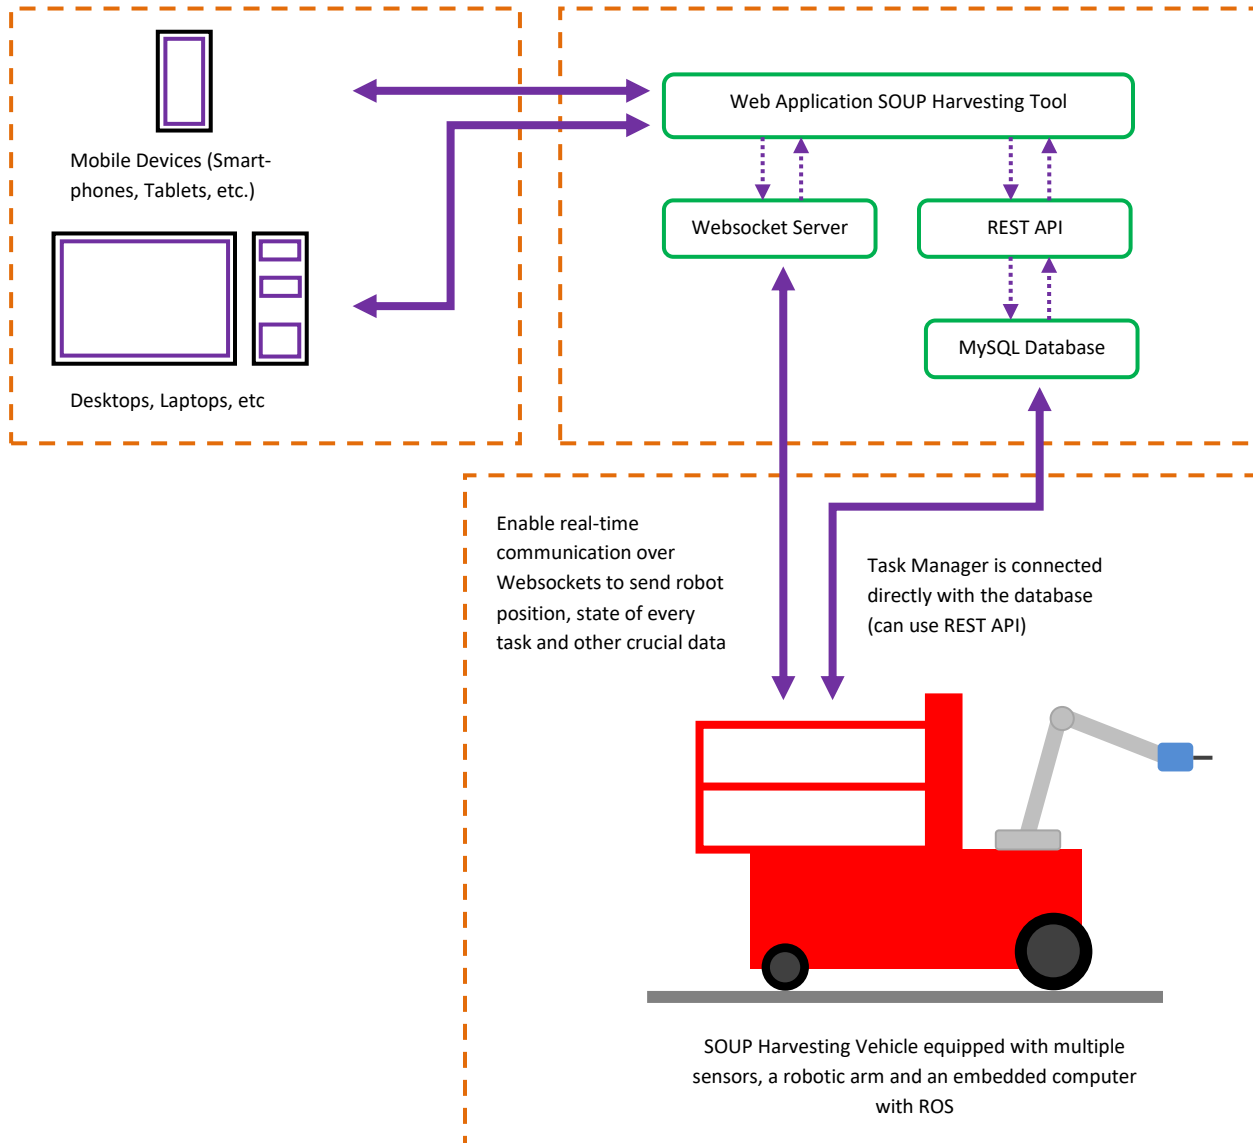 Web Application SOUP Harvesting Tool
Mobile Devices (Smart-
phones, Tablets, etc.)
Websocket Server
REST API
MySQL Database
Desktops, Laptops, etc
Enable real-time
communication over
Websockets to send robot
position, state of every
task and other crucial data
Task Manager is connected
directly with the database
(can use REST API)
SOUP Harvesting Vehicle equipped with multiple
sensors, a robotic arm and an embedded computer
with ROS